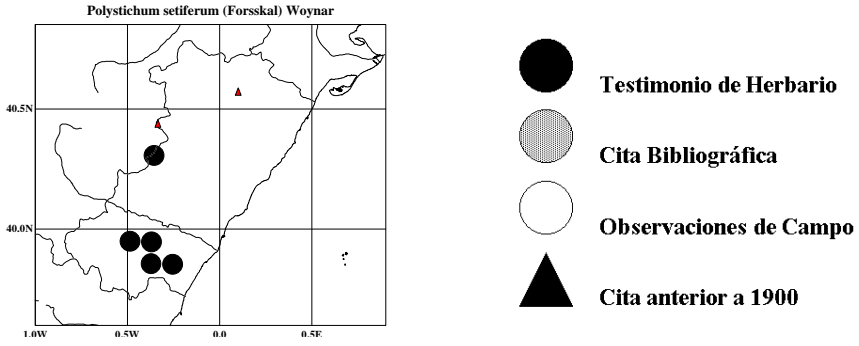 Polystichum setiferum (Forsskal) Woynar
40.5N
40.0N
1.0W 0.5W 0.0 0.5E
Testimonio de Herbario
Cita Bibliográfica
Observaciones de Campo
Cita anterior a 1900